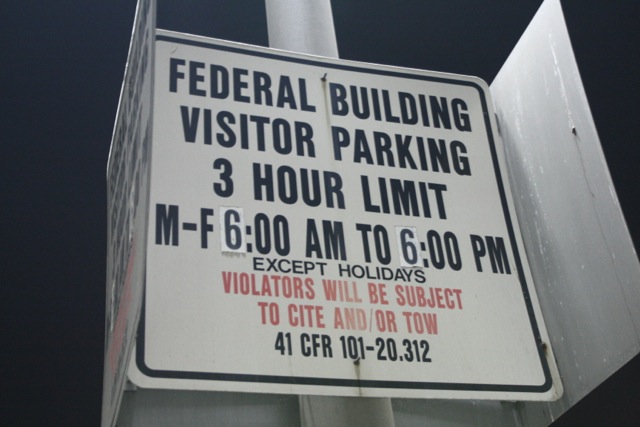 FEDERAL BUILDING
VISITOR PARKING
3 HOUR LIMIT
M-F 6:00 AM TO 6:00 PM
EXCEPT HOLIDAYS
VIOLATORS WILL BE SUBJECT
TO CITE AND/OR TOW
41 CFR 101-20.312